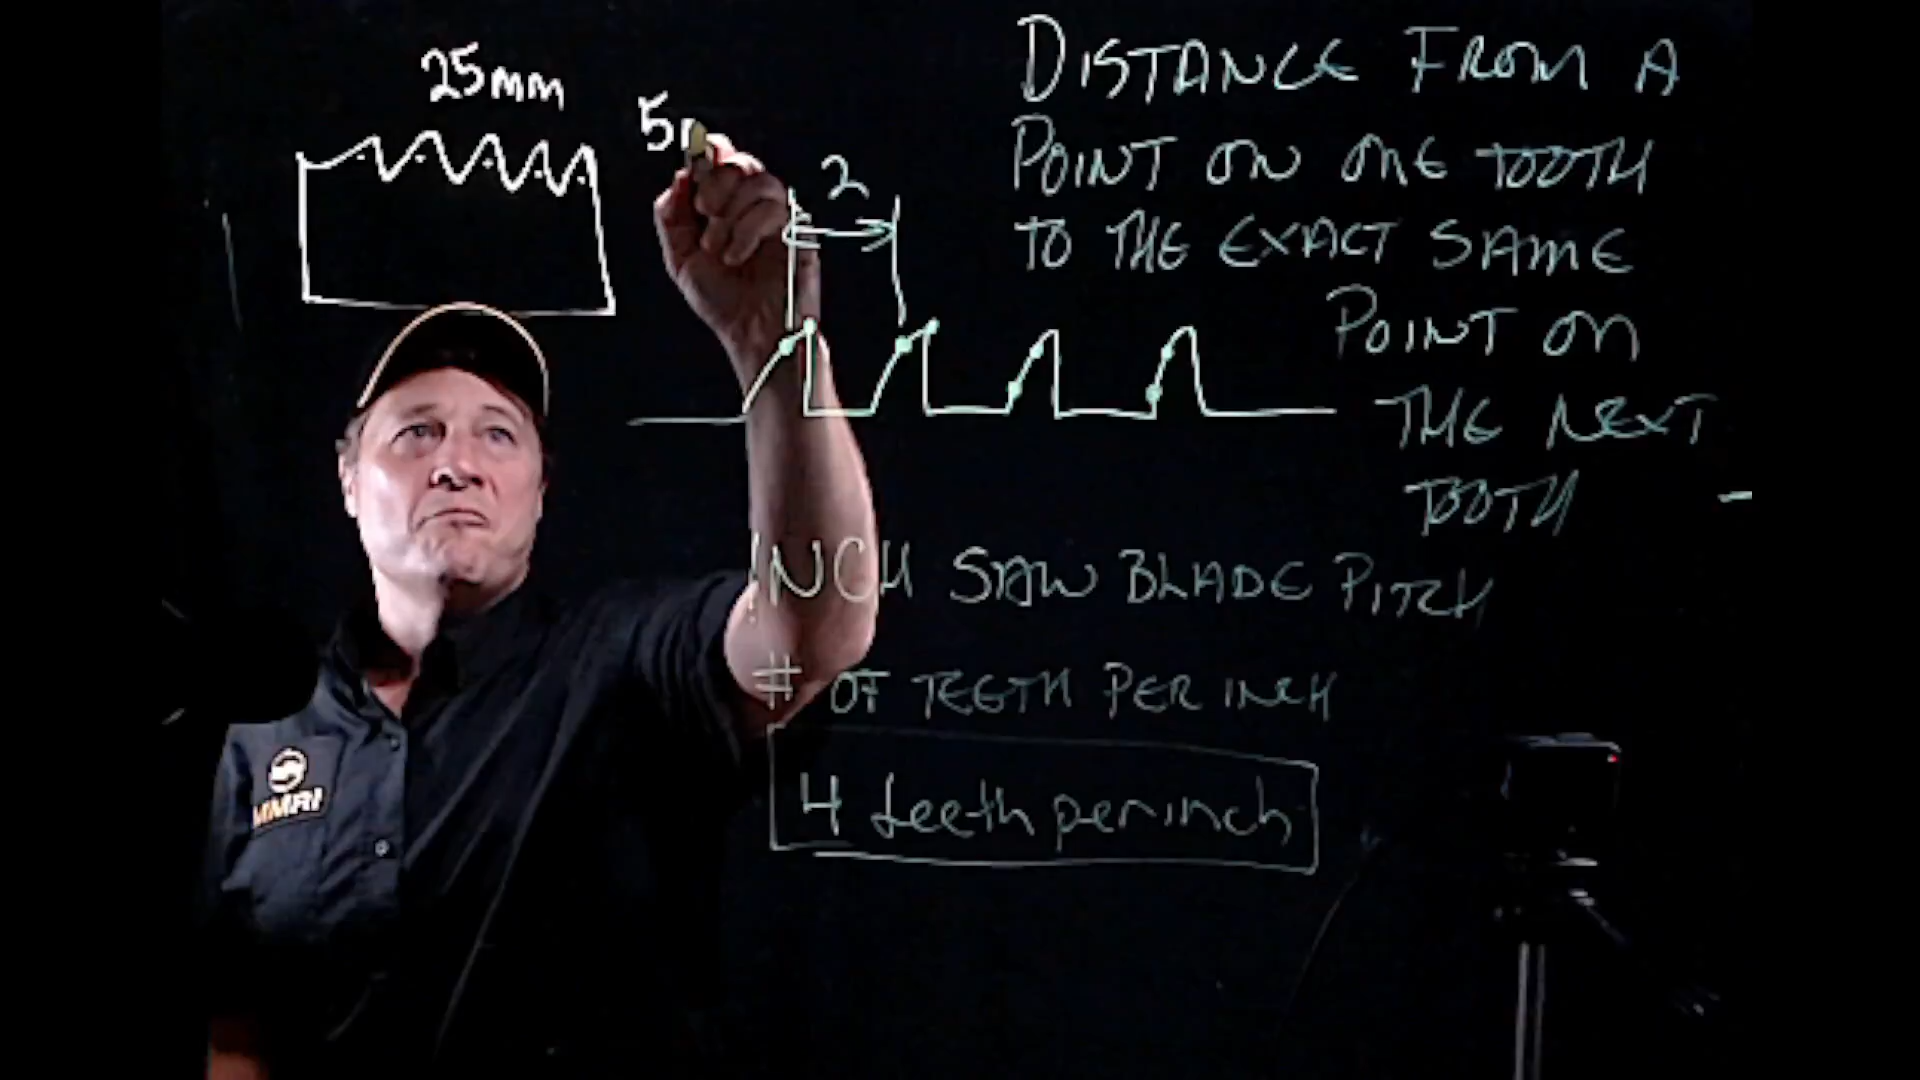 25mm
5
2
DISTANCE FROM A
POINT ON ONE TOOTH
TO THE EXACT SAME
POINT ON
THE NEXT
TOOTH -
INCH SAW BLADE PITCH
# OF TEETH PER INCH
4 teeth per inch
MMRI